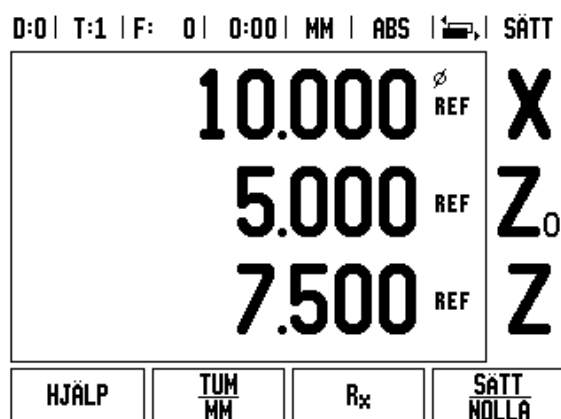 D:0 | T:1 | F: 0 | 0:00 | MM | ABS | SÄTT
10.000 ø REF X
5.000 REF Z0
7.500 REF Z
HJÄLP
TUM
MM
Rx
SÄTT
NOLLA